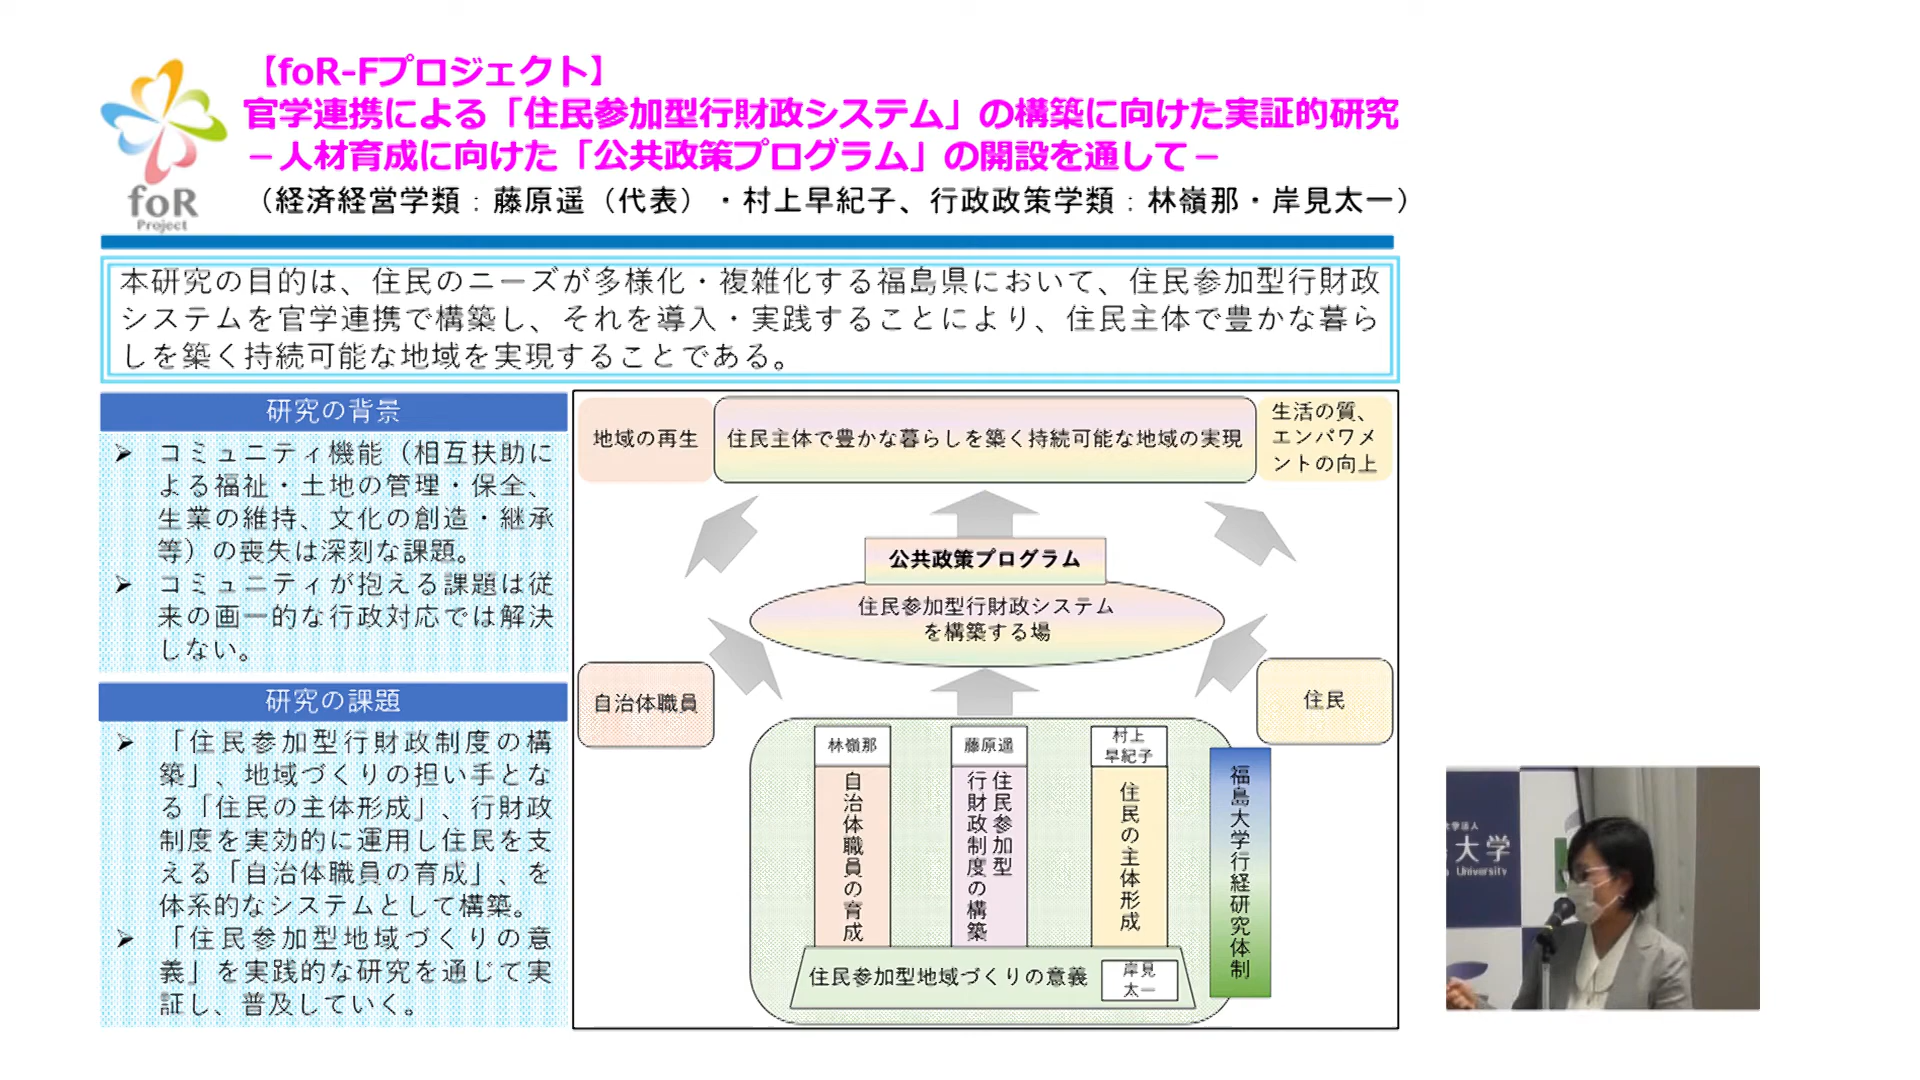 【foR-Fプロジェクト】
官学連携による「住民参加型行財政システム」の構築に向けた実証的研究
－人材育成に向けた「公共政策プログラム」の開設を通して－
（経済経営学類：藤原遥（代表）・村上早紀子、行政政策学類：林嶺那・岸見太一）
foR
Project
本研究の目的は、住民のニーズが多様化・複雑化する福島県において、住民参加型行財政
システムを官学連携で構築し、それを導入・実践することにより、住民主体で豊かな暮ら
しを築く持続可能な地域を実現することである。
研究の背景
➢ コミュニティ機能（相互扶助に
よる福祉・土地の管理・保全、
生業の維持、文化の創造・継承
等）の喪失は深刻な課題。
➢ コミュニティが抱える課題は従
来の画一的な行政対応では解決
しない。
研究の課題
➢ 「住民参加型行財政制度の構
築」、地域づくりの担い手とな
る「住民の主体形成」、行財政
制度を実効的に運用し住民を支
える「自治体職員の育成」、を
体系的なシステムとして構築。
➢ 「住民参加型地域づくりの意
義」を実践的な研究を通じて実
証し、普及していく。
地域の再生
住民主体で豊かな暮らしを築く持続可能な地域の実現
生活の質、
エンパワメ
ントの向上
公共政策プログラム
住民参加型行財政システム
を構築する場
自治体職員
住民
林嶺那
自治体職員の育成
藤原遥
住民参加型
行財政制度の構築
村上
早紀子
住民の主体形成
福島大学行経研究体制
住民参加型地域づくりの意義
岸見
太一
大学
University